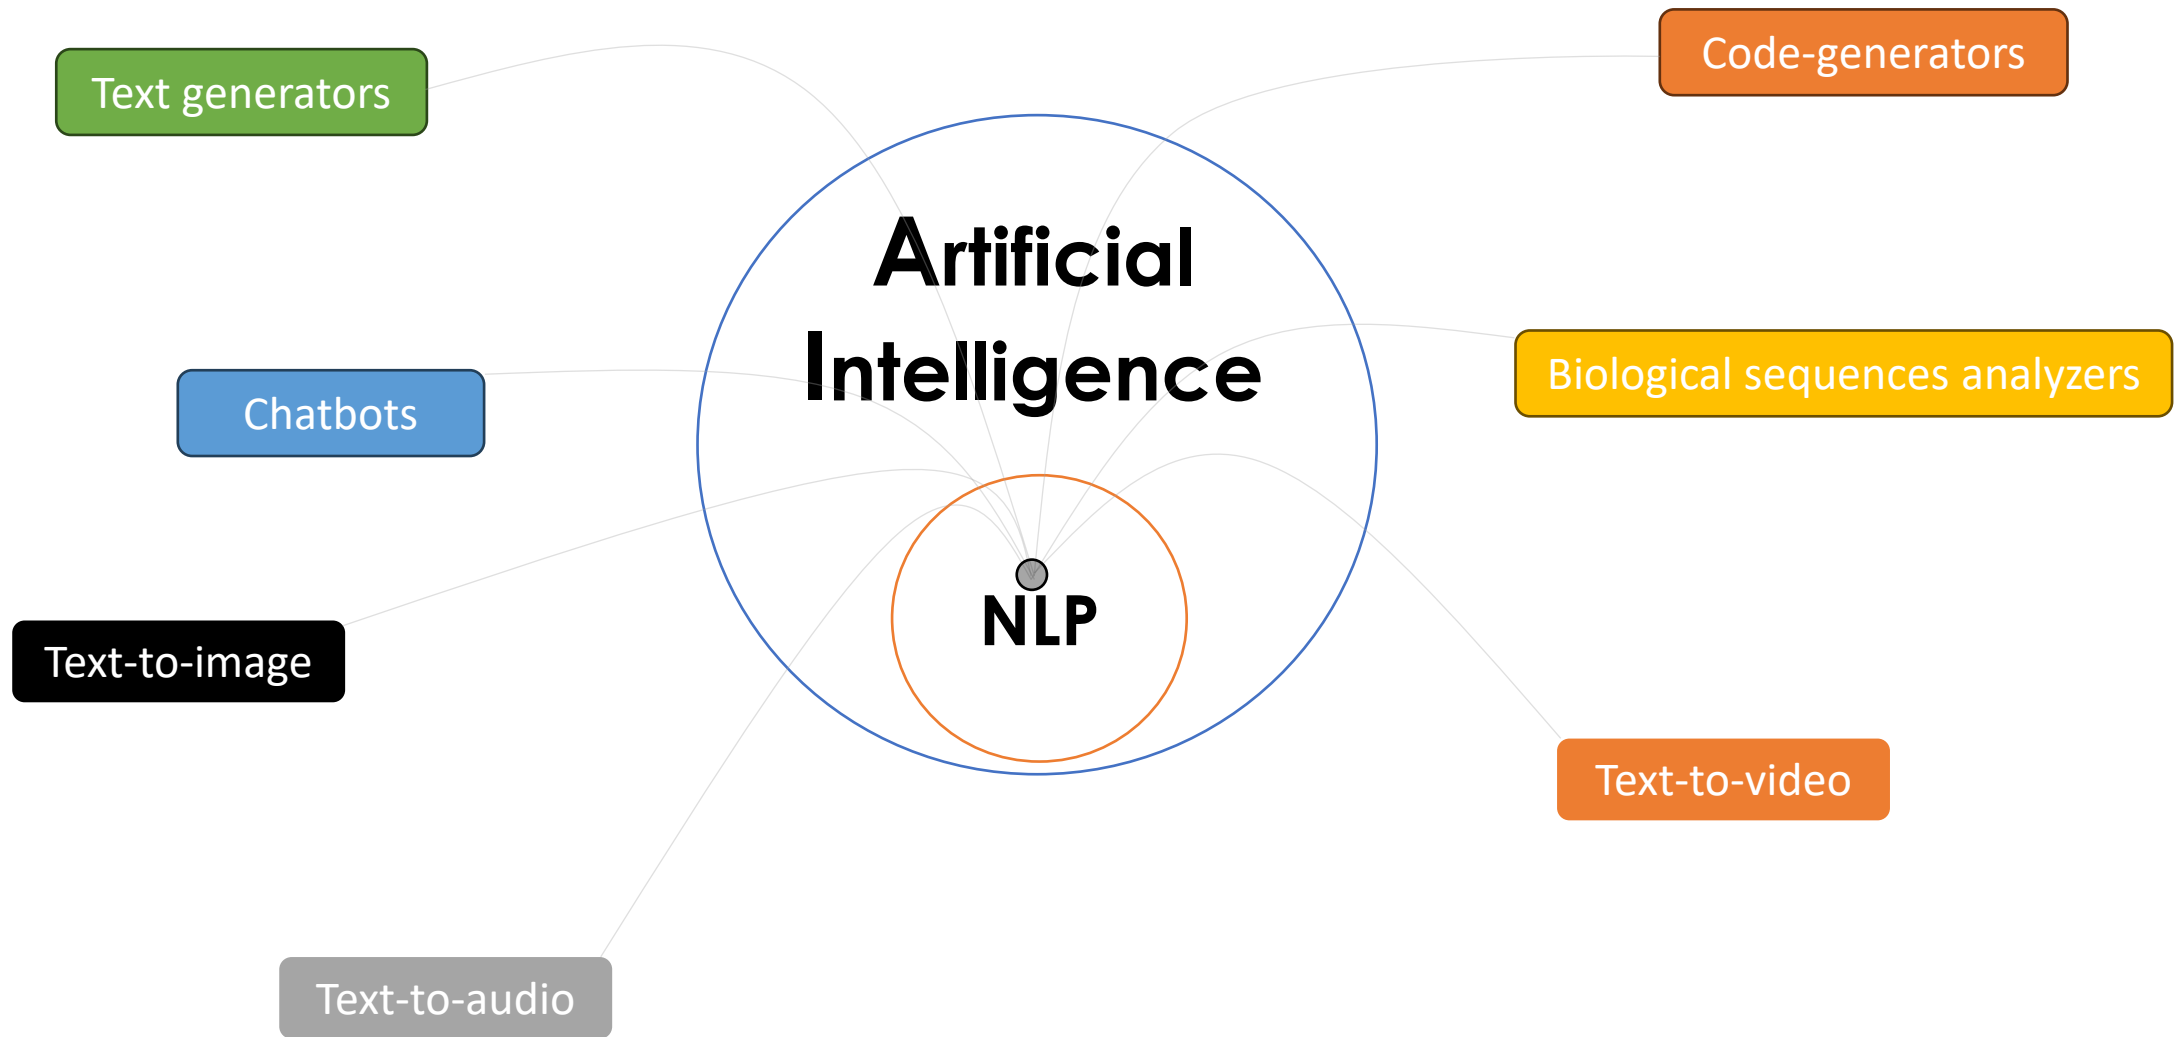 Text generators
Code-generators
Artificial
Intelligence
Chatbots
Biological sequences analyzers
NLP
Text-to-image
Text-to-video
Text-to-audio